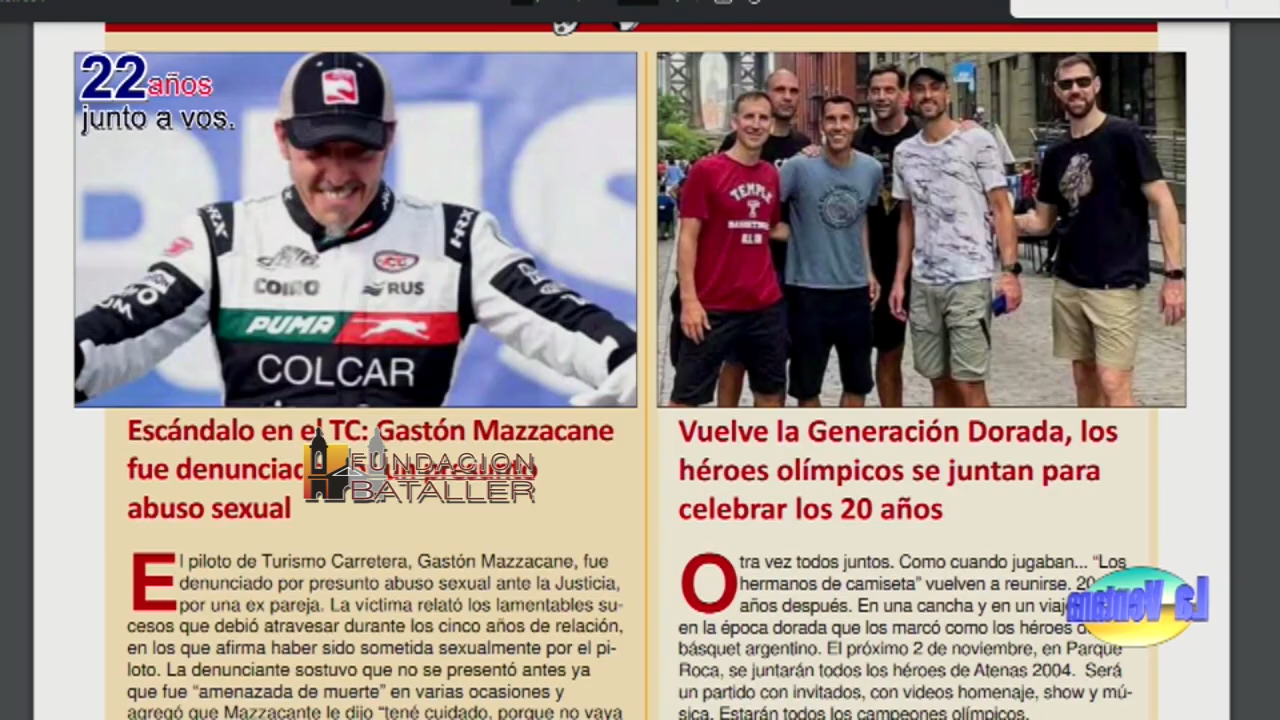 22 años
junto a vos.
HRX
HRX
COIRO
RUS
PUMA
COLCAR
TEMPLE
Escándalo en el TC: Gastón Mazzacane
fue denunciado
abuso sexual
FUNDACION
BATALLER
El piloto de Turismo Carretera, Gastón Mazzacane, fue
denunciado por presunto abuso sexual ante la Justicia,
por una ex pareja. La víctima relató los lamentables su-
cesos que debió atravesar durante los cinco años de relación,
en los que afirma haber sido sometida sexualmente por el pi-
loto. La denunciante sostuvo que no se presentó antes ya
que fue “amenazada de muerte” en varias ocasiones y
agregó que Mazzacante le dijo “tené cuidado, porque no vaya
Vuelve la Generación Dorada, los
héroes olímpicos se juntan para
celebrar los 20 años
Otra vez todos juntos. Como cuando jugaban... “Los
hermanos de camiseta” vuelven a reunirse, 20
años después. En una cancha y en un viaj
en la época dorada que los marcó como los héroes d
básquet argentino. El próximo 2 de noviembre, en Parque
Roca, se juntarán todos los héroes de Atenas 2004. Será
un partido con invitados, con videos homenaje, show y mú-
sica. Estarán todos los campeones olímpicos.
La Ventana